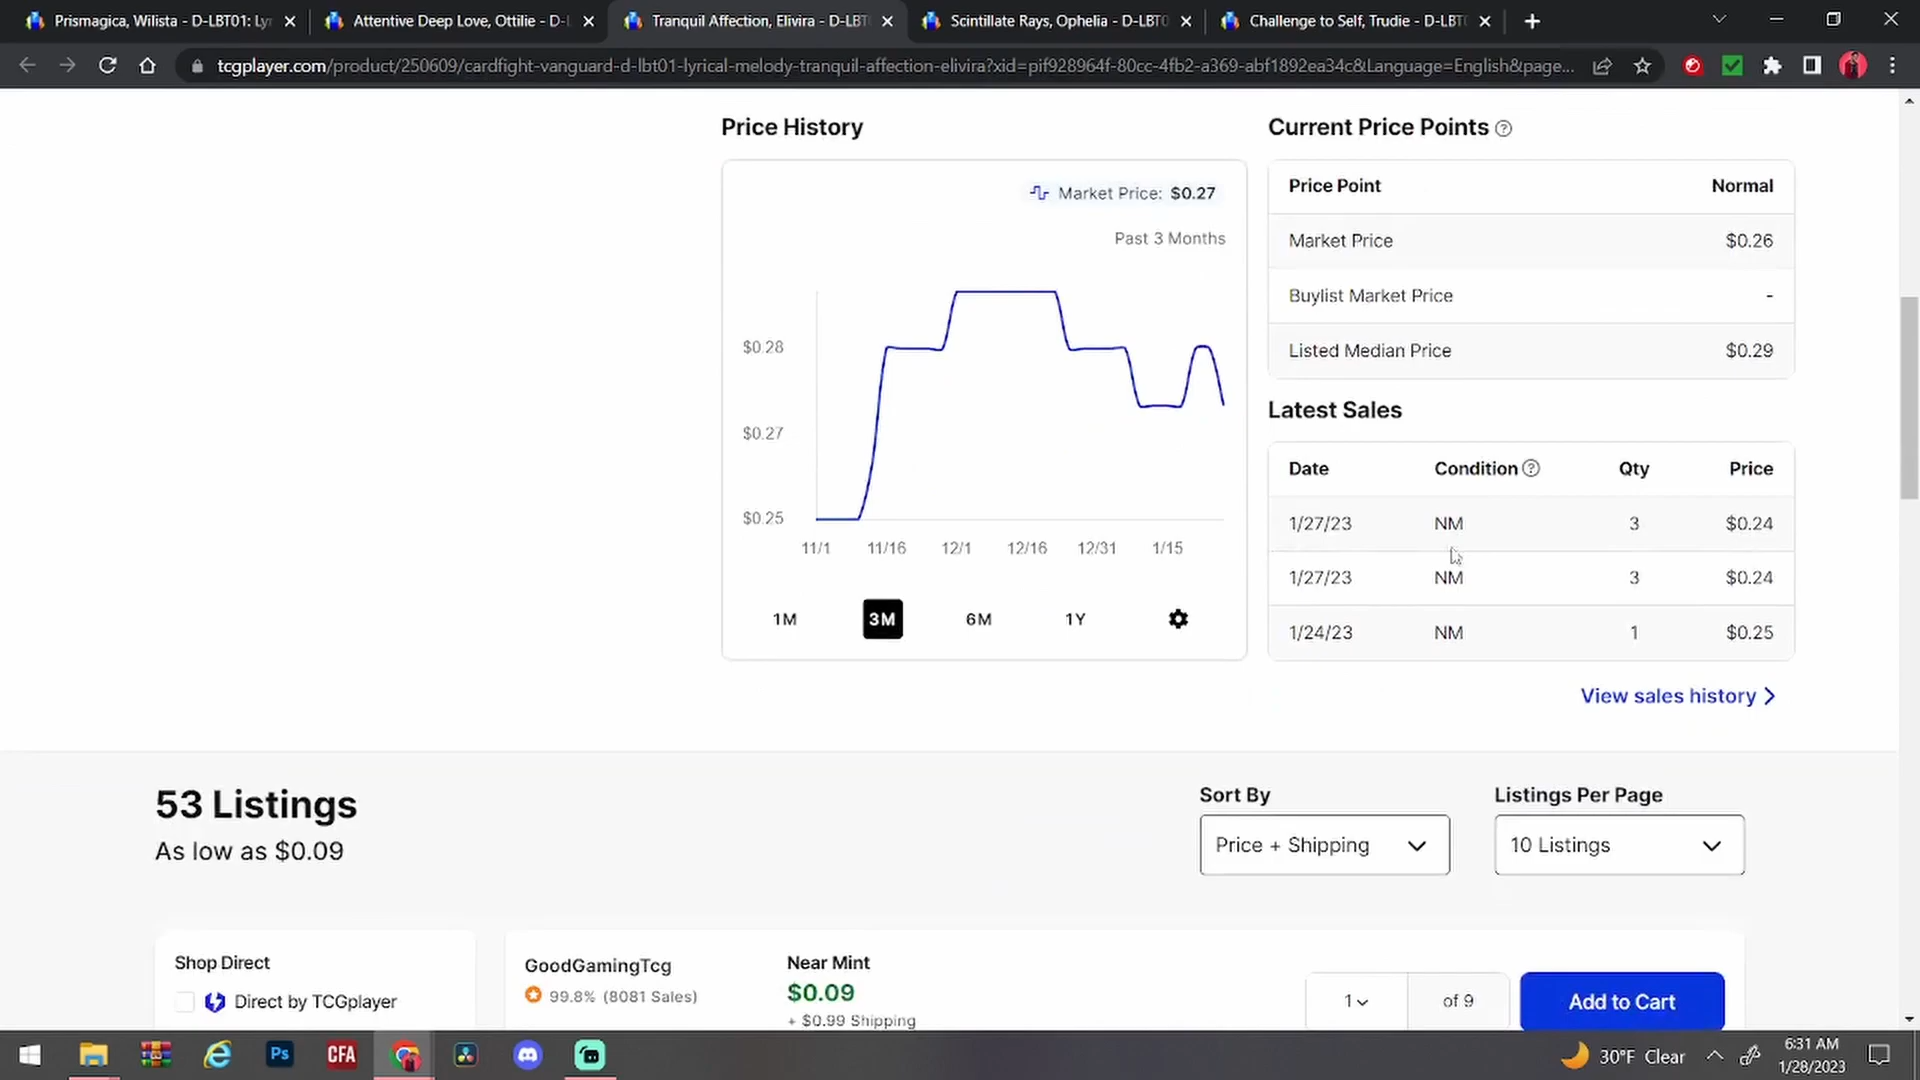 Prismagica, Wilista - D-LBT01: Lyr
Attentive Deep Love, Ottilie - D-L
Tranquil Affection, Elivira - D-LBT
Scintillate Rays, Ophelia - D-LBT0
Challenge to Self, Trudie - D-LBT0
tcgplayer.com/product/250609/cardfight-vanguard-d-lbt01-lyrical-melody-tranquil-affection-elivira?xid=pif928964f-80cc-4fb2-a369-abf1892ea34c&Language=English&page...
Price History
Market Price: $0.27
Past 3 Months
$0.28
$0.27
$0.25
11/1 11/16 12/1 12/16 12/31 1/15
1M 3M 6M 1Y
Current Price Points ?
Price Point Normal
Market Price $0.26
Buylist Market Price -
Listed Median Price $0.29
Latest Sales
Date Condition ? Qty Price
1/27/23 NM 3 $0.24
1/27/23 NM 3 $0.24
1/24/23 NM 1 $0.25
View sales history
53 Listings
As low as $0.09
Sort By
Price + Shipping
Listings Per Page
10 Listings
Shop Direct
Direct by TCGplayer
GoodGamingTcg
99.8% (8081 Sales)
Near Mint
$0.09
+ $0.99 Shipping
1 of 9
Add to Cart
Ps
CFA
30°F Clear
6:31 AM
1/28/2023